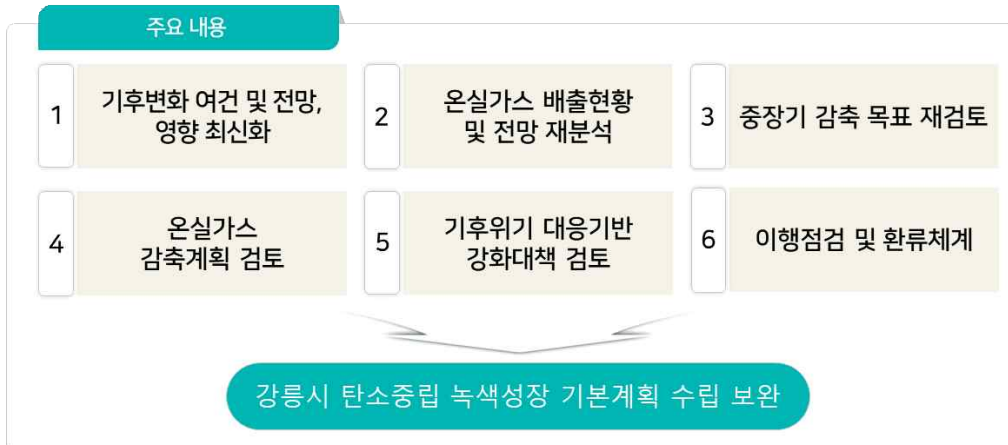 주요 내용
1
기후변화 여건 및 전망,
영향 최신화
2
온실가스 배출현황
및 전망 재분석
3
중장기 감축 목표 재검토
4
온실가스
감축계획 검토
5
기후위기 대응기반
강화대책 검토
6
이행점검 및 환류체계
강릉시 탄소중립 녹색성장 기본계획 수립 보완